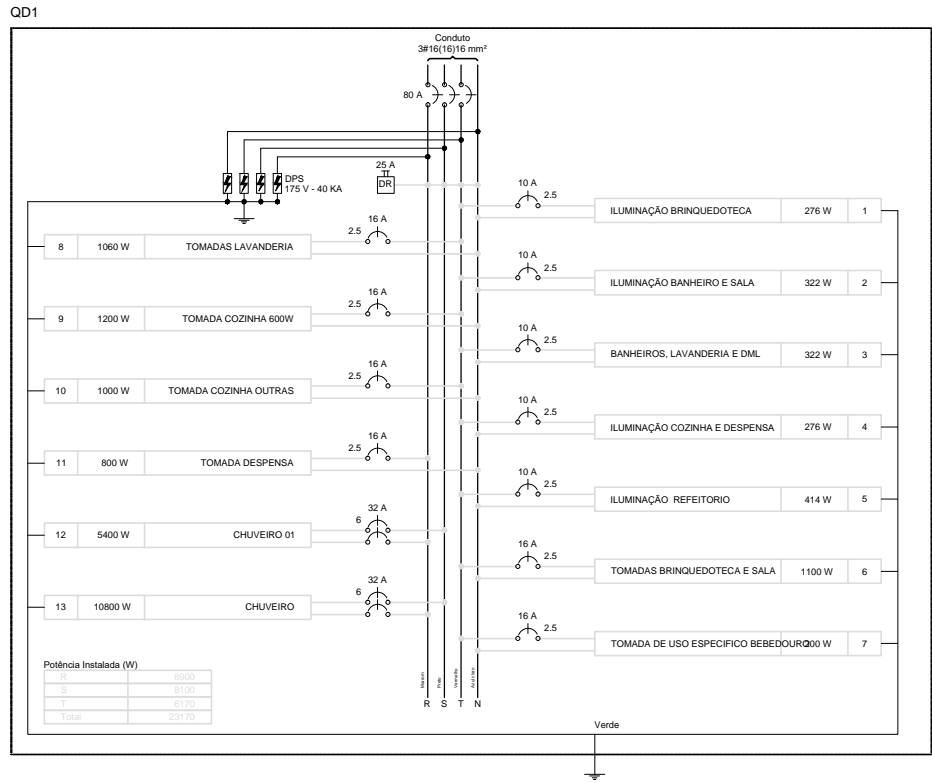 QD1
Conduto
3#16(16)16 mm²
80 A
DPS
175 V - 40 KA
25 A
DR
10 A
2.5
ILUMINAÇÃO BRINQUEDOTECA 276 W 1
16 A
2.5
8 1060 W TOMADAS LAVANDERIA
10 A
2.5
ILUMINAÇÃO BANHEIRO E SALA 322 W 2
16 A
2.5
9 1200 W TOMADA COZINHA 600W
10 A
2.5
BANHEIROS, LAVANDERIA E DML 322 W 3
16 A
2.5
10 1000 W TOMADA COZINHA OUTRAS
10 A
2.5
ILUMINAÇÃO COZINHA E DESPENSA 276 W 4
16 A
2.5
11 800 W TOMADA DESPENSA
10 A
2.5
ILUMINAÇÃO REFEITORIO 414 W 5
32 A
6
12 5400 W CHUVEIRO 01
16 A
2.5
TOMADAS BRINQUEDOTECA E SALA 1100 W 6
32 A
6
13 10800 W CHUVEIRO
16 A
2.5
TOMADA DE USO ESPECIFICO BEBEDOURO 200 W 7
Potência Instalada (W)
R 8900
S 8100
T 6170
Total 23170
Marrom
Preto
Vermelho
Azul claro
R S T N
Verde